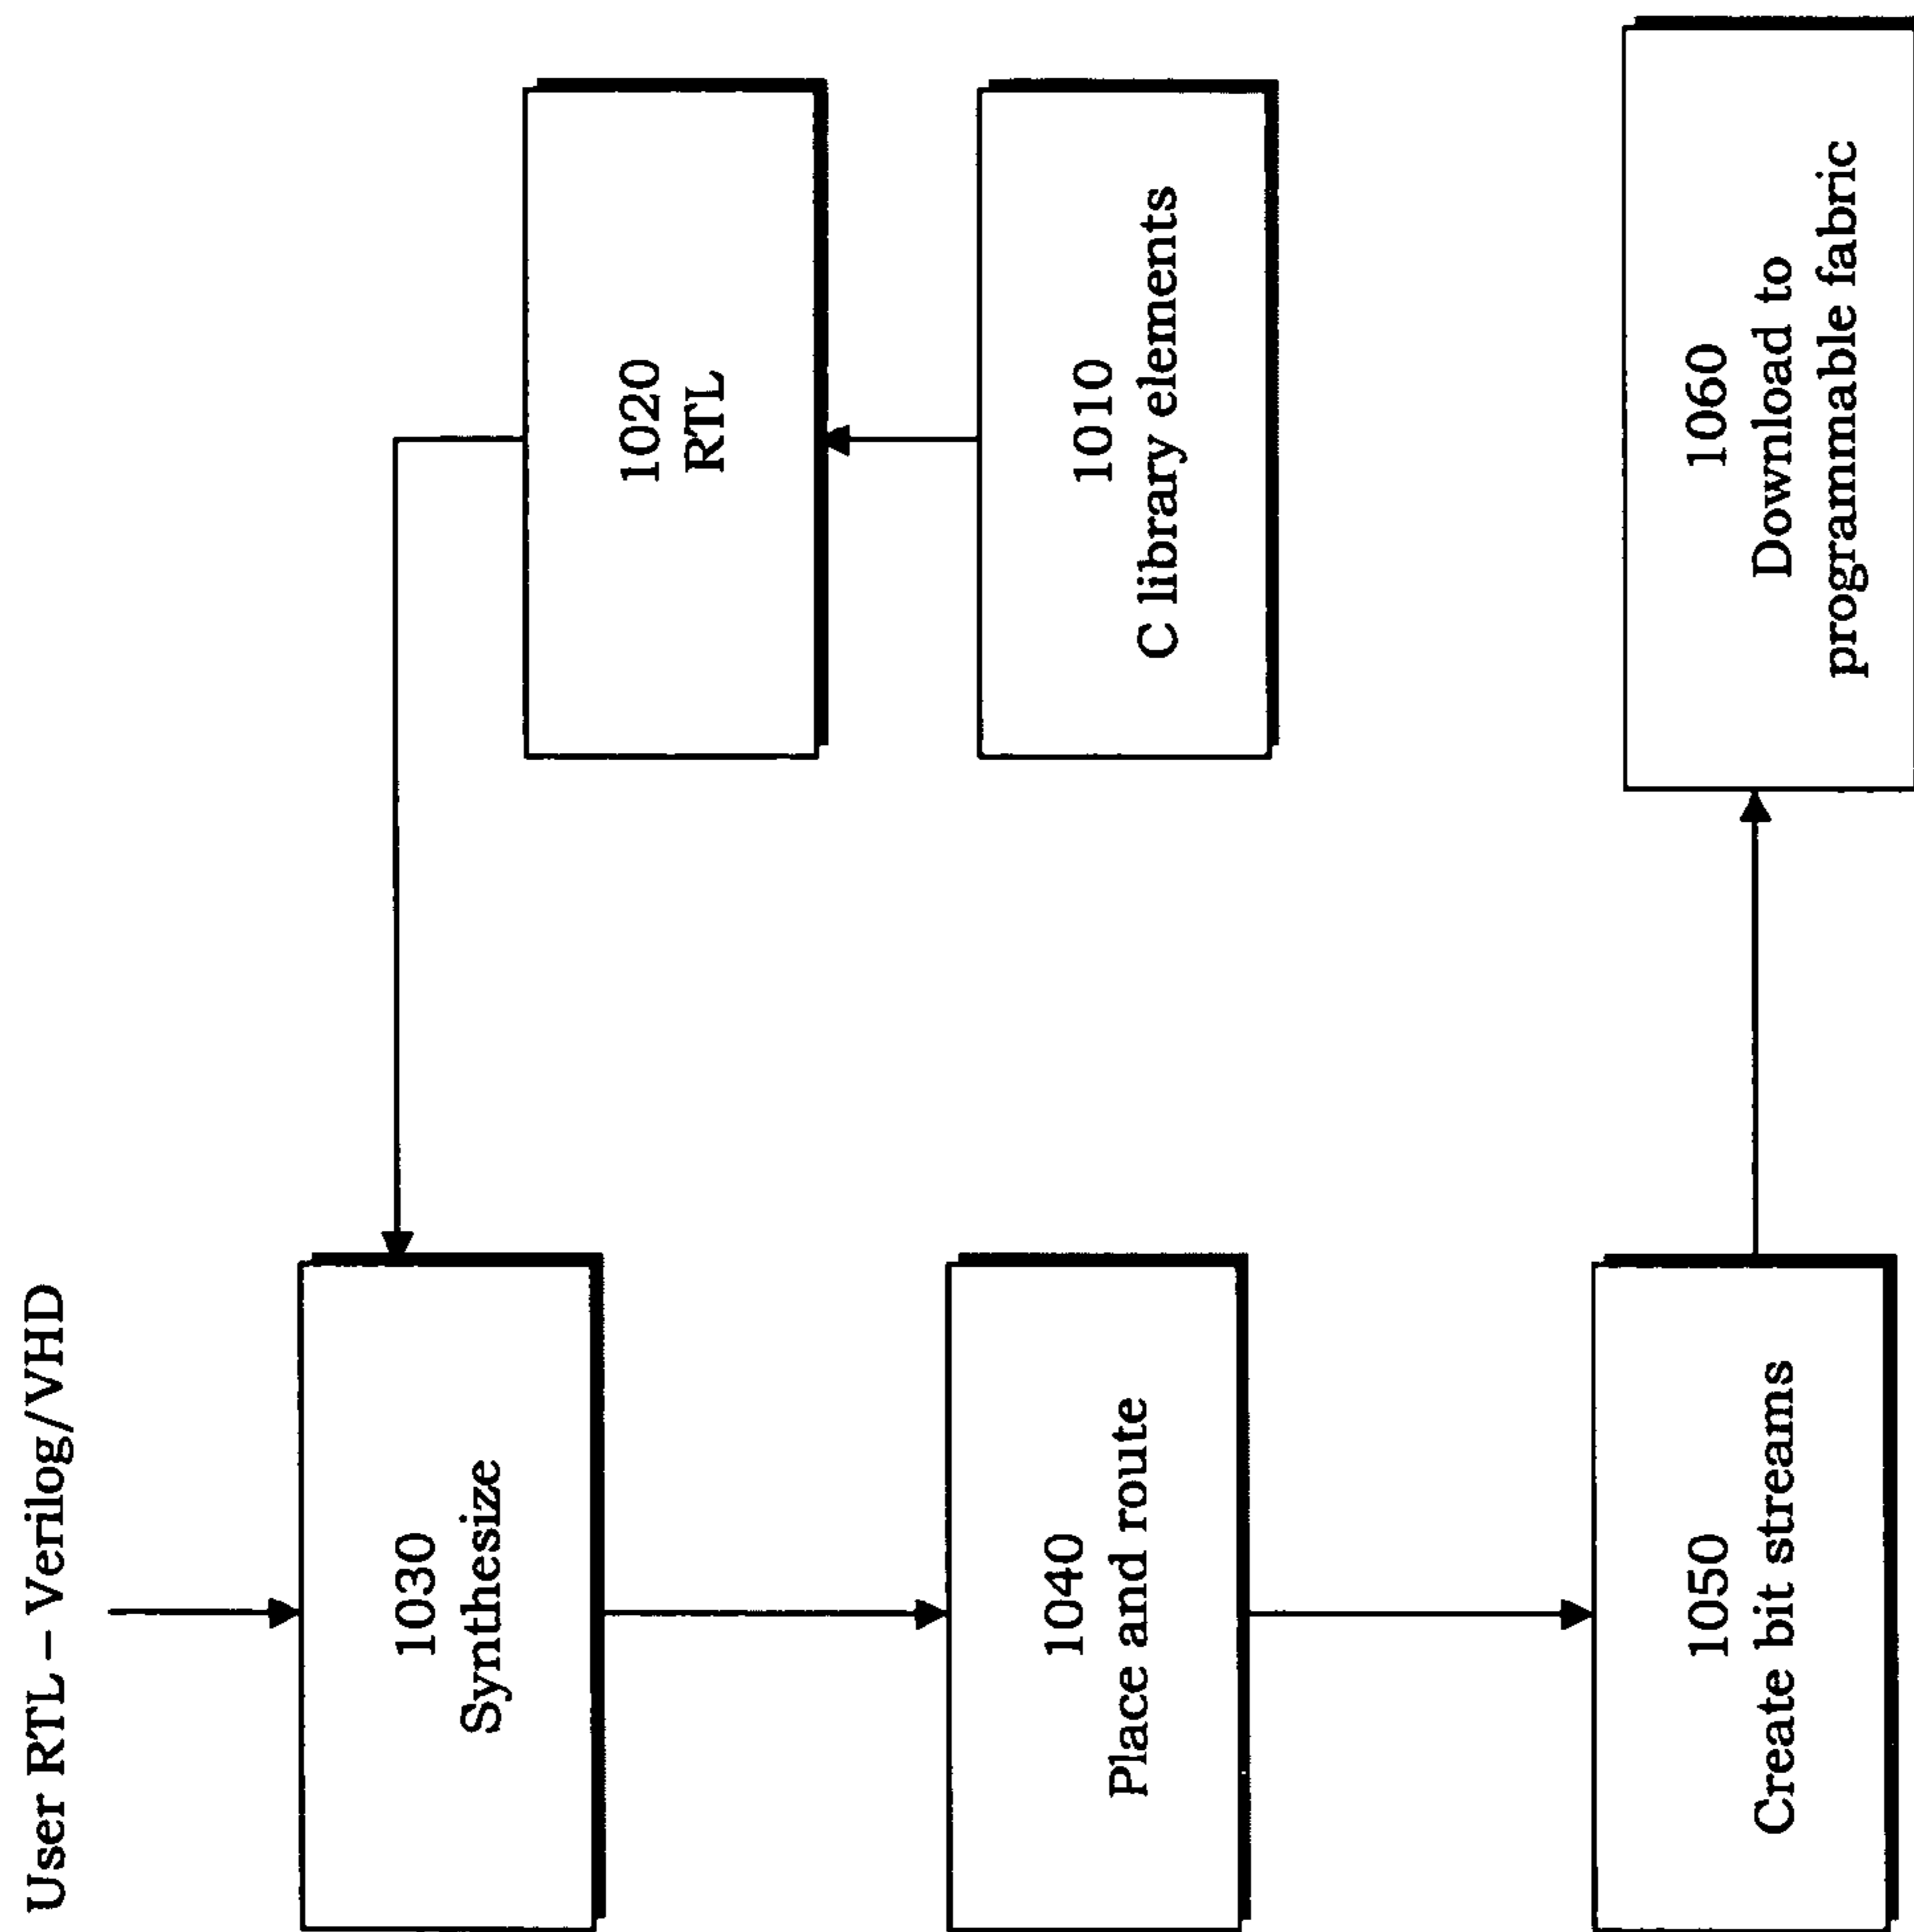 User RTL – Verilog/VHD
1030
Synthesize
1040
Place and route
1050
Create bit streams
1020
RTL
1010
C library elements
1060
Download to
programmable fabric